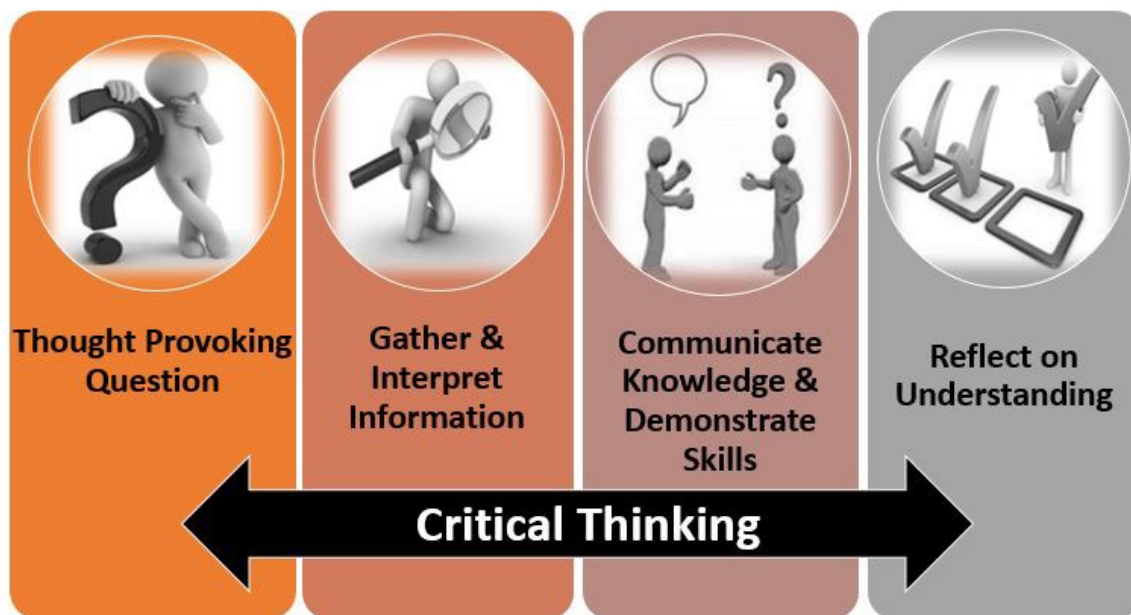 Thought Provoking
Question
Gather &
Interpret
Information
Communicate
Knowledge &
Demonstrate
Skills
Reflect on
Understanding
Critical Thinking